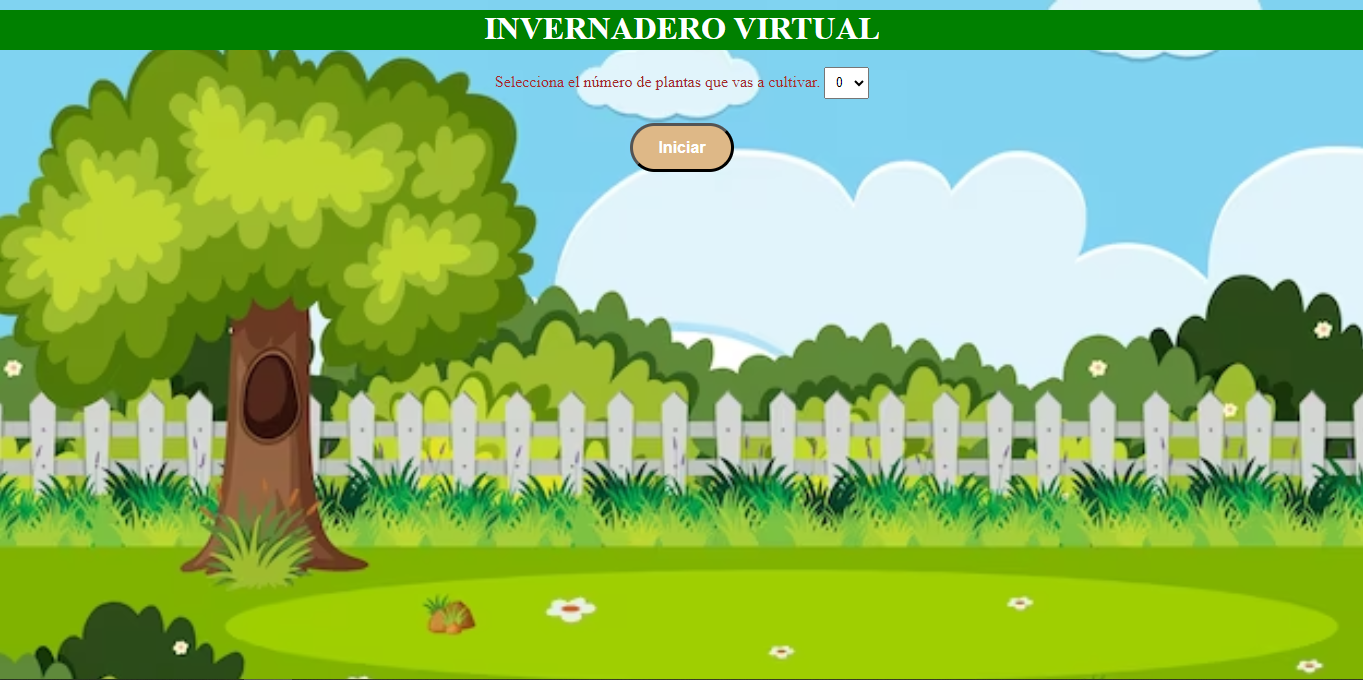 INVERNADERO VIRTUAL
Selecciona el número de plantas que vas a cultivar. 0
Iniciar